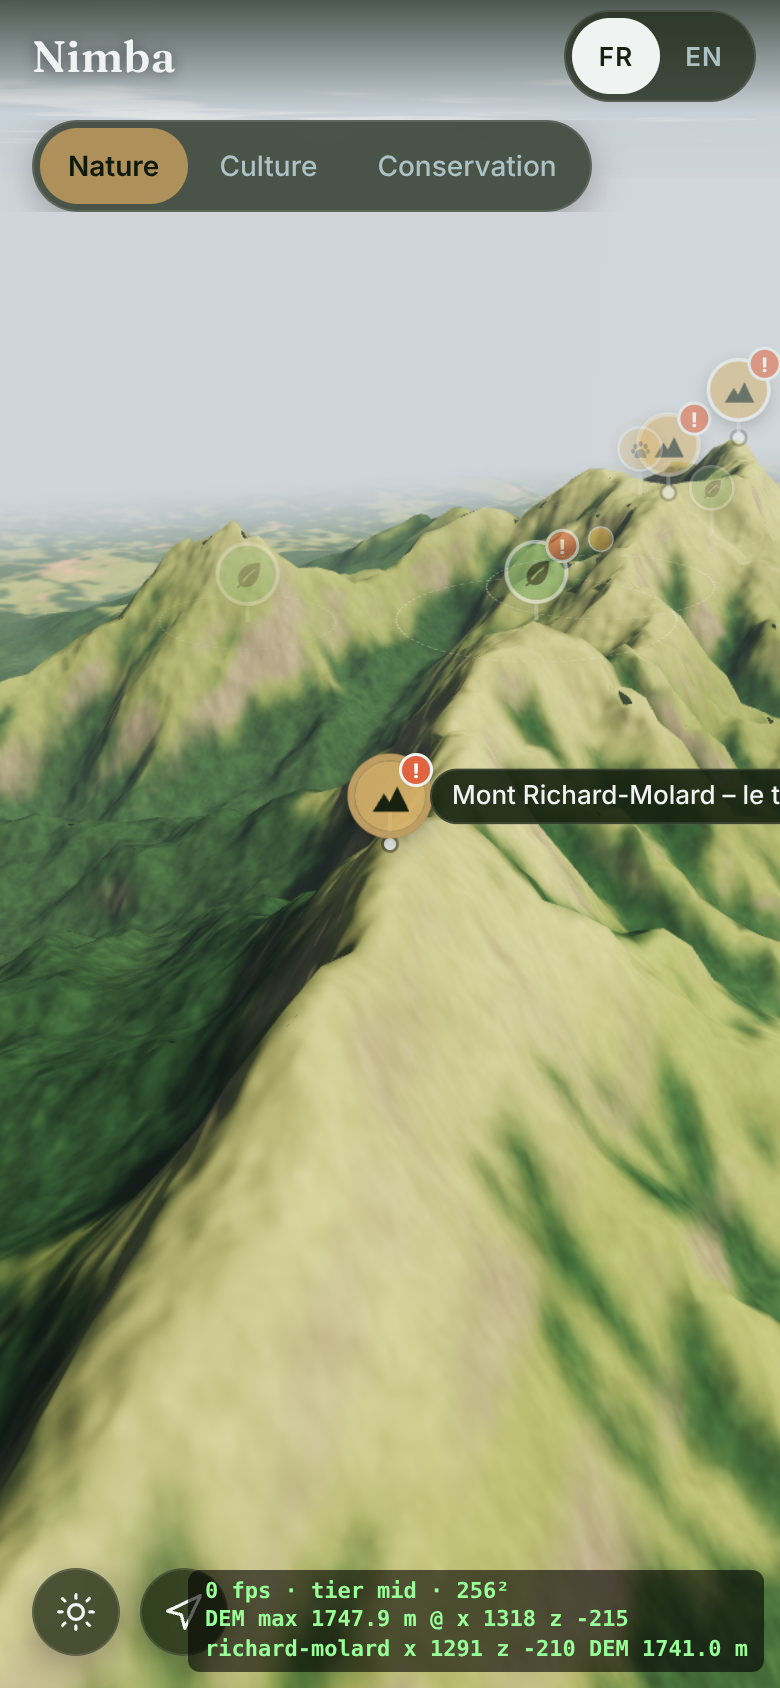 Nimba
FR EN
Nature Culture Conservation
!
!
!
!
Mont Richard-Molard – le t
0 fps · tier mid · 256²
DEM max 1747.9 m @ x 1318 z -215
richard-molard x 1291 z -210 DEM 1741.0 m